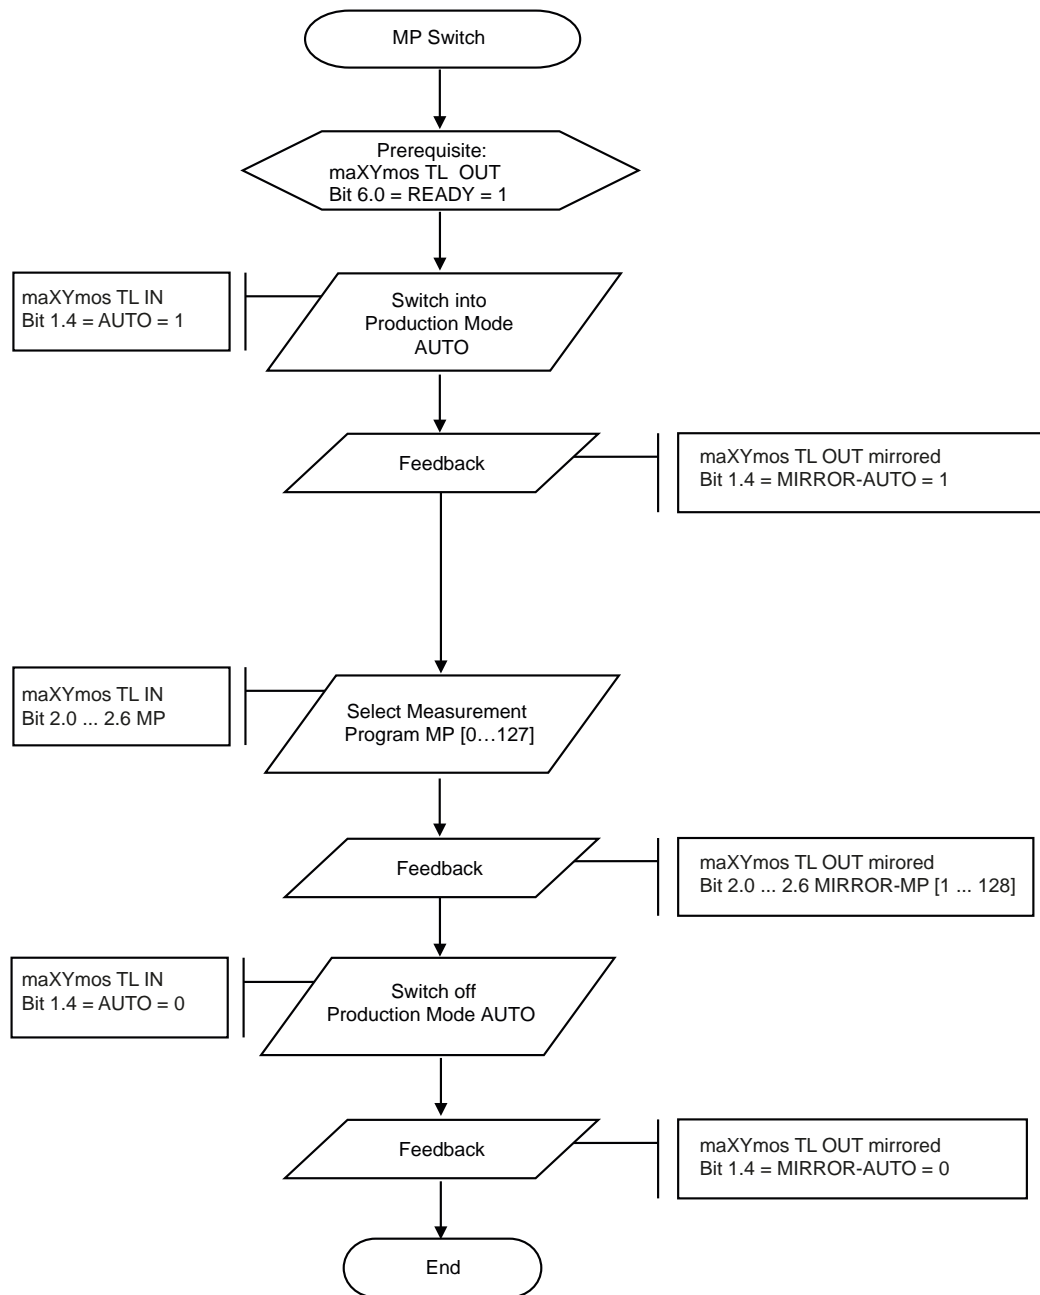 MP Switch
Prerequisite:
maXYmos TL  OUT
Bit 6.0 = READY = 1
maXYmos TL IN
Bit 1.4 = AUTO = 1
Switch into
Production Mode
AUTO
Feedback
maXYmos TL OUT mirrored
Bit 1.4 = MIRROR-AUTO = 1
maXYmos TL IN
Bit 2.0 ... 2.6 MP
Select Measurement
Program MP [0…127]
Feedback
maXYmos TL OUT mirored
Bit 2.0 ... 2.6 MIRROR-MP [1 ... 128]
maXYmos TL IN
Bit 1.4 = AUTO = 0
Switch off
Production Mode AUTO
Feedback
maXYmos TL OUT mirrored
Bit 1.4 = MIRROR-AUTO = 0
End